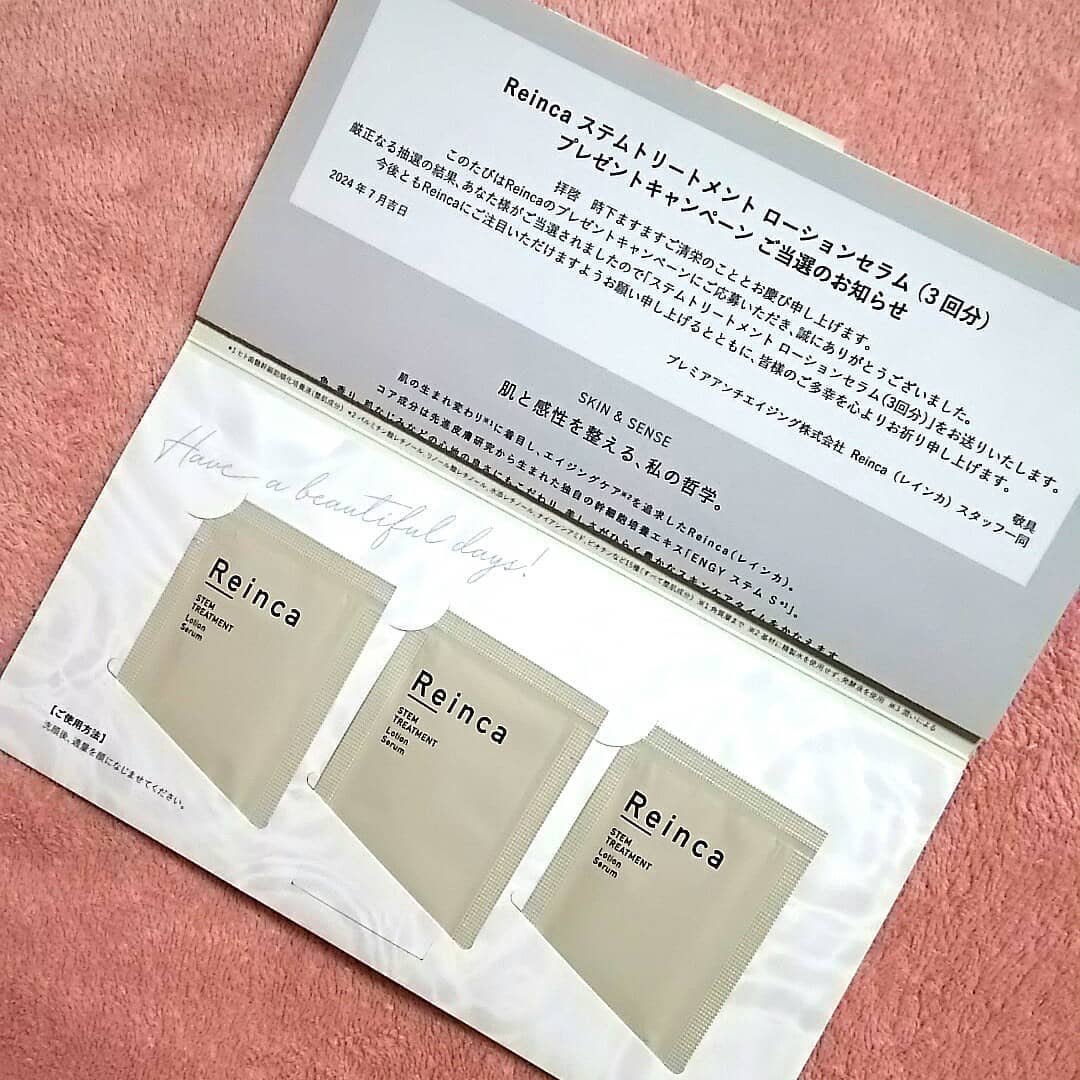 Reinca ステムトリートメント ローションセラム (3回分)
プレゼントキャンペーン ご当選のお知らせ
拝啓 時下ますますご清栄のこととお慶び申し上げます。
このたびはReincaのプレゼントキャンペーンにご応募いただき、誠にありがとうございました。
厳正なる抽選の結果、あなた様がご当選されましたので「ステムトリートメント ローションセラム(3回分)」をお送りいたします。
今後ともReincaにご注目いただけますようお願い申し上げるとともに、皆様のご多幸を心よりお祈り申し上げます。
敬具
2024年7月吉日
プレミアアンチエイジング株式会社 Reinca (レインカ) スタッフ一同
SKIN & SENSE
肌と感性を整える、私の哲学。
肌の生まれ変わり※1に着目し、エイジングケア※2を追求したReinca(レインカ)。
コア成分は先進皮膚研究から生まれた独自の幹細胞培養エキス「ENGY ステム S*1」。
Have a beautiful days!
Reinca
STEM
TREATMENT
Lotion
Serum
Reinca
STEM
TREATMENT
Lotion
Serum
Reinca
STEM
TREATMENT
Lotion
Serum
【ご使用方法】
洗顔後、適量を顔になじませてください。